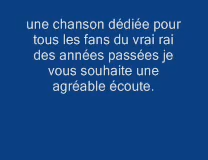 une chanson dédiée pour
tous les fans du vrai rai
des années passées je
vous souhaite une
agréable écoute.